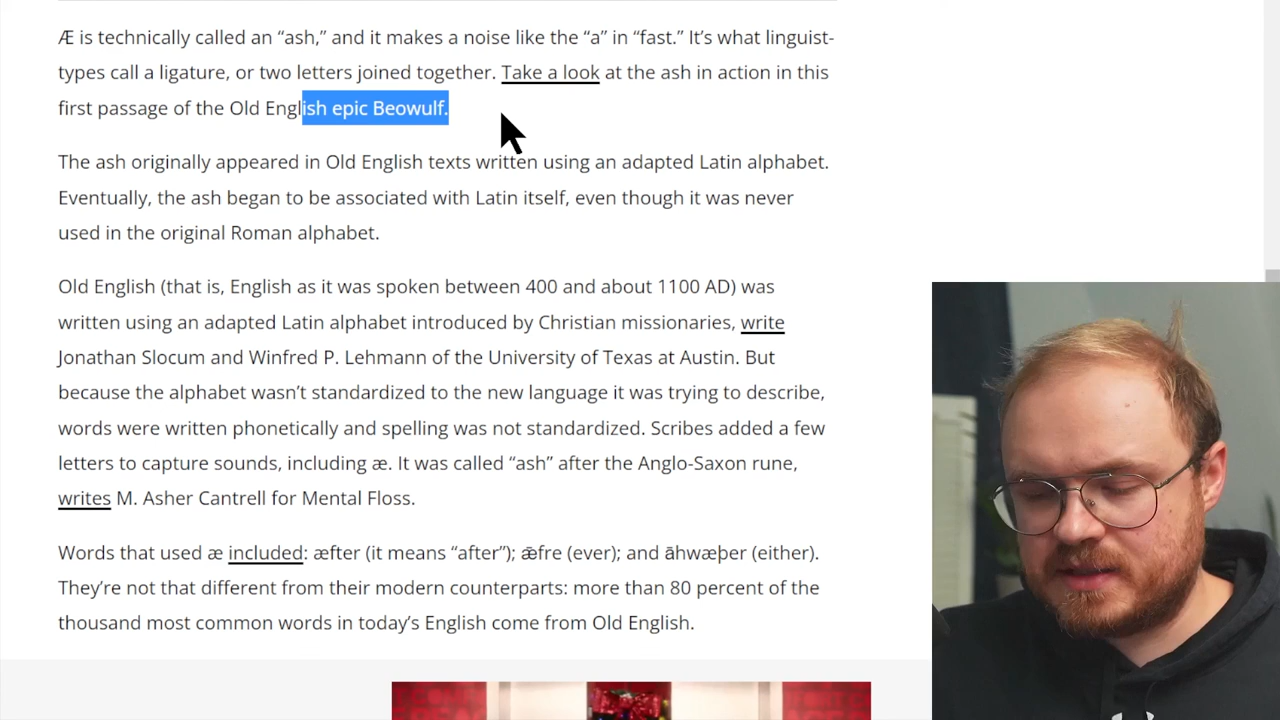 Æ is technically called an “ash,” and it makes a noise like the “a” in “fast.” It’s what linguist-
types call a ligature, or two letters joined together. Take a look at the ash in action in this
first passage of the Old English epic Beowulf.
The ash originally appeared in Old English texts written using an adapted Latin alphabet.
Eventually, the ash began to be associated with Latin itself, even though it was never
used in the original Roman alphabet.
Old English (that is, English as it was spoken between 400 and about 1100 AD) was
written using an adapted Latin alphabet introduced by Christian missionaries, write
Jonathan Slocum and Winfred P. Lehmann of the University of Texas at Austin. But
because the alphabet wasn’t standardized to the new language it was trying to describe,
words were written phonetically and spelling was not standardized. Scribes added a few
letters to capture sounds, including æ. It was called “ash” after the Anglo-Saxon rune,
writes M. Asher Cantrell for Mental Floss.
Words that used æ included: æfter (it means “after”); ǣfre (ever); and āhwæþer (either).
They’re not that different from their modern counterparts: more than 80 percent of the
thousand most common words in today’s English come from Old English.